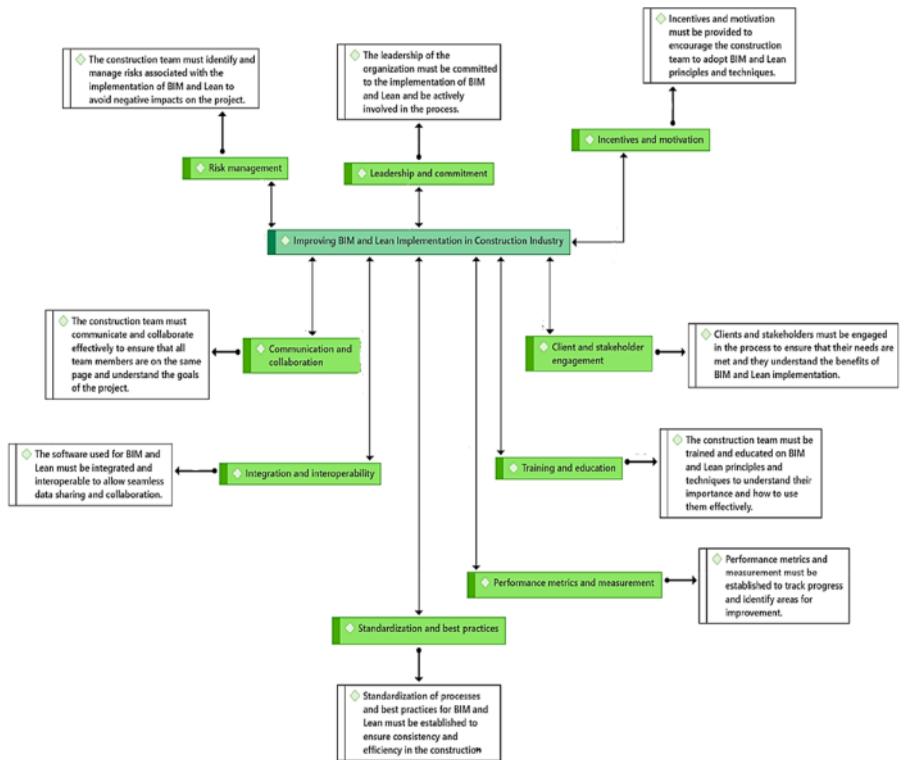 The construction team must identify and
manage risks associated with the
implementation of BIM and Lean to
avoid negative impacts on the project.
The leadership of the
organization must be committed
to the implementation of BIM
and Lean and be actively
involved in the process.
Incentives and motivation
must be provided to
encourage the construction
team to adopt BIM and Lean
principles and techniques.
Risk management
Leadership and commitment
Incentives and motivation
Improving BIM and Lean Implementation in Construction Industry
The construction team must
communicate and collaborate
effectively to ensure that all
team members are on the same
page and understand the goals
of the project.
Communication and
collaboration
Client and stakeholder
engagement
Clients and stakeholders must be engaged
in the process to ensure that their needs are
met and they understand the benefits of
BIM and Lean implementation.
The software used for BIM and
Lean must be integrated and
interoperable to allow seamless
data sharing and collaboration.
Integration and interoperability
Training and education
The construction team must be
trained and educated on BIM
and Lean principles and
techniques to understand their
importance and how to use
them effectively.
Performance metrics and measurement
Performance metrics and
measurement must be
established to track progress
and identify areas for
improvement.
Standardization and best practices
Standardization of processes
and best practices for BIM and
Lean must be established to
ensure consistency and
efficiency in the construction